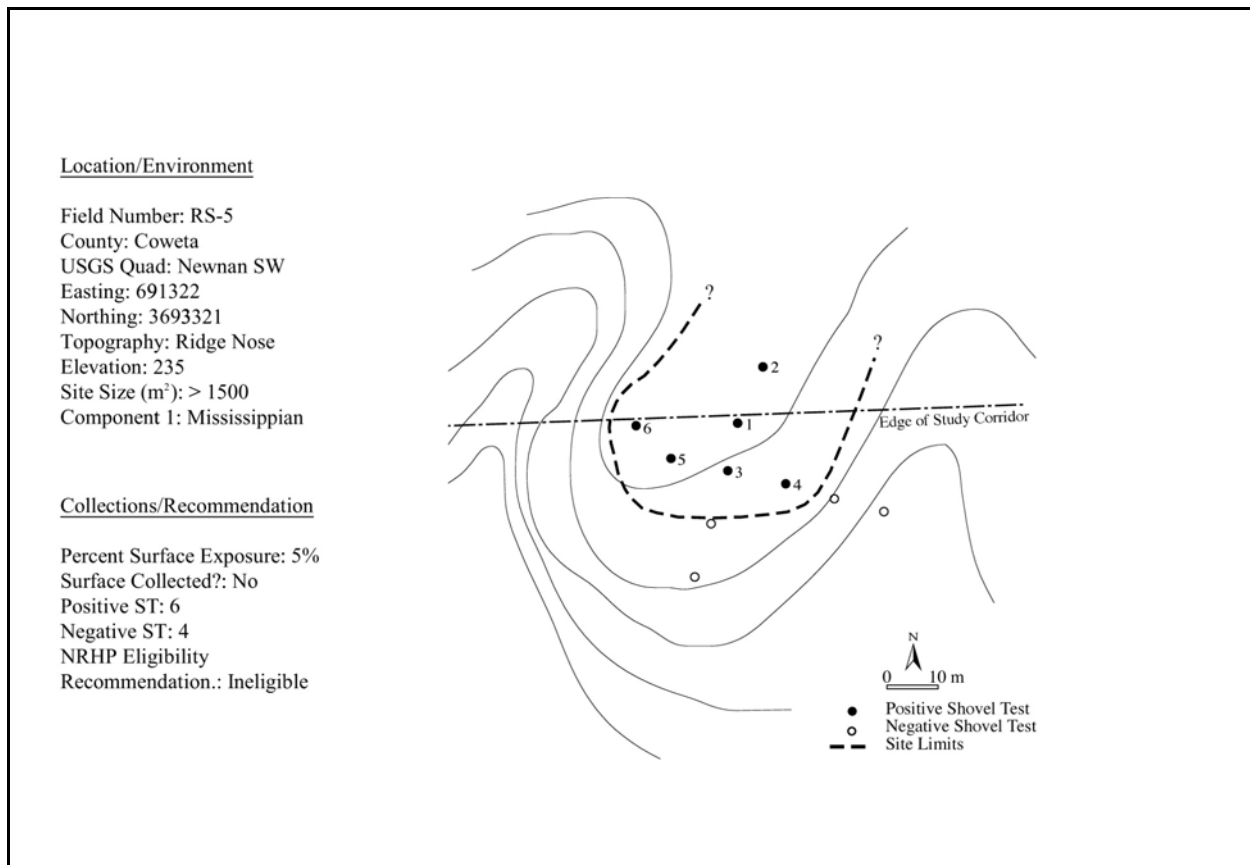 Location/Environment
Field Number: RS-5
County: Coweta
USGS Quad: Newnan SW
Easting: 691322
Northing: 3693321
Topography: Ridge Nose
Elevation: 235
Site Size (m²): > 1500
Component 1: Mississippian
Collections/Recommendation
Percent Surface Exposure: 5%
Surface Collected?: No
Positive ST: 6
Negative ST: 4
NRHP Eligibility
Recommendation.: Ineligible
?
?
2
1
6
Edge of Study Corridor
5
3
4
N
0 10 m
Positive Shovel Test
Negative Shovel Test
Site Limits